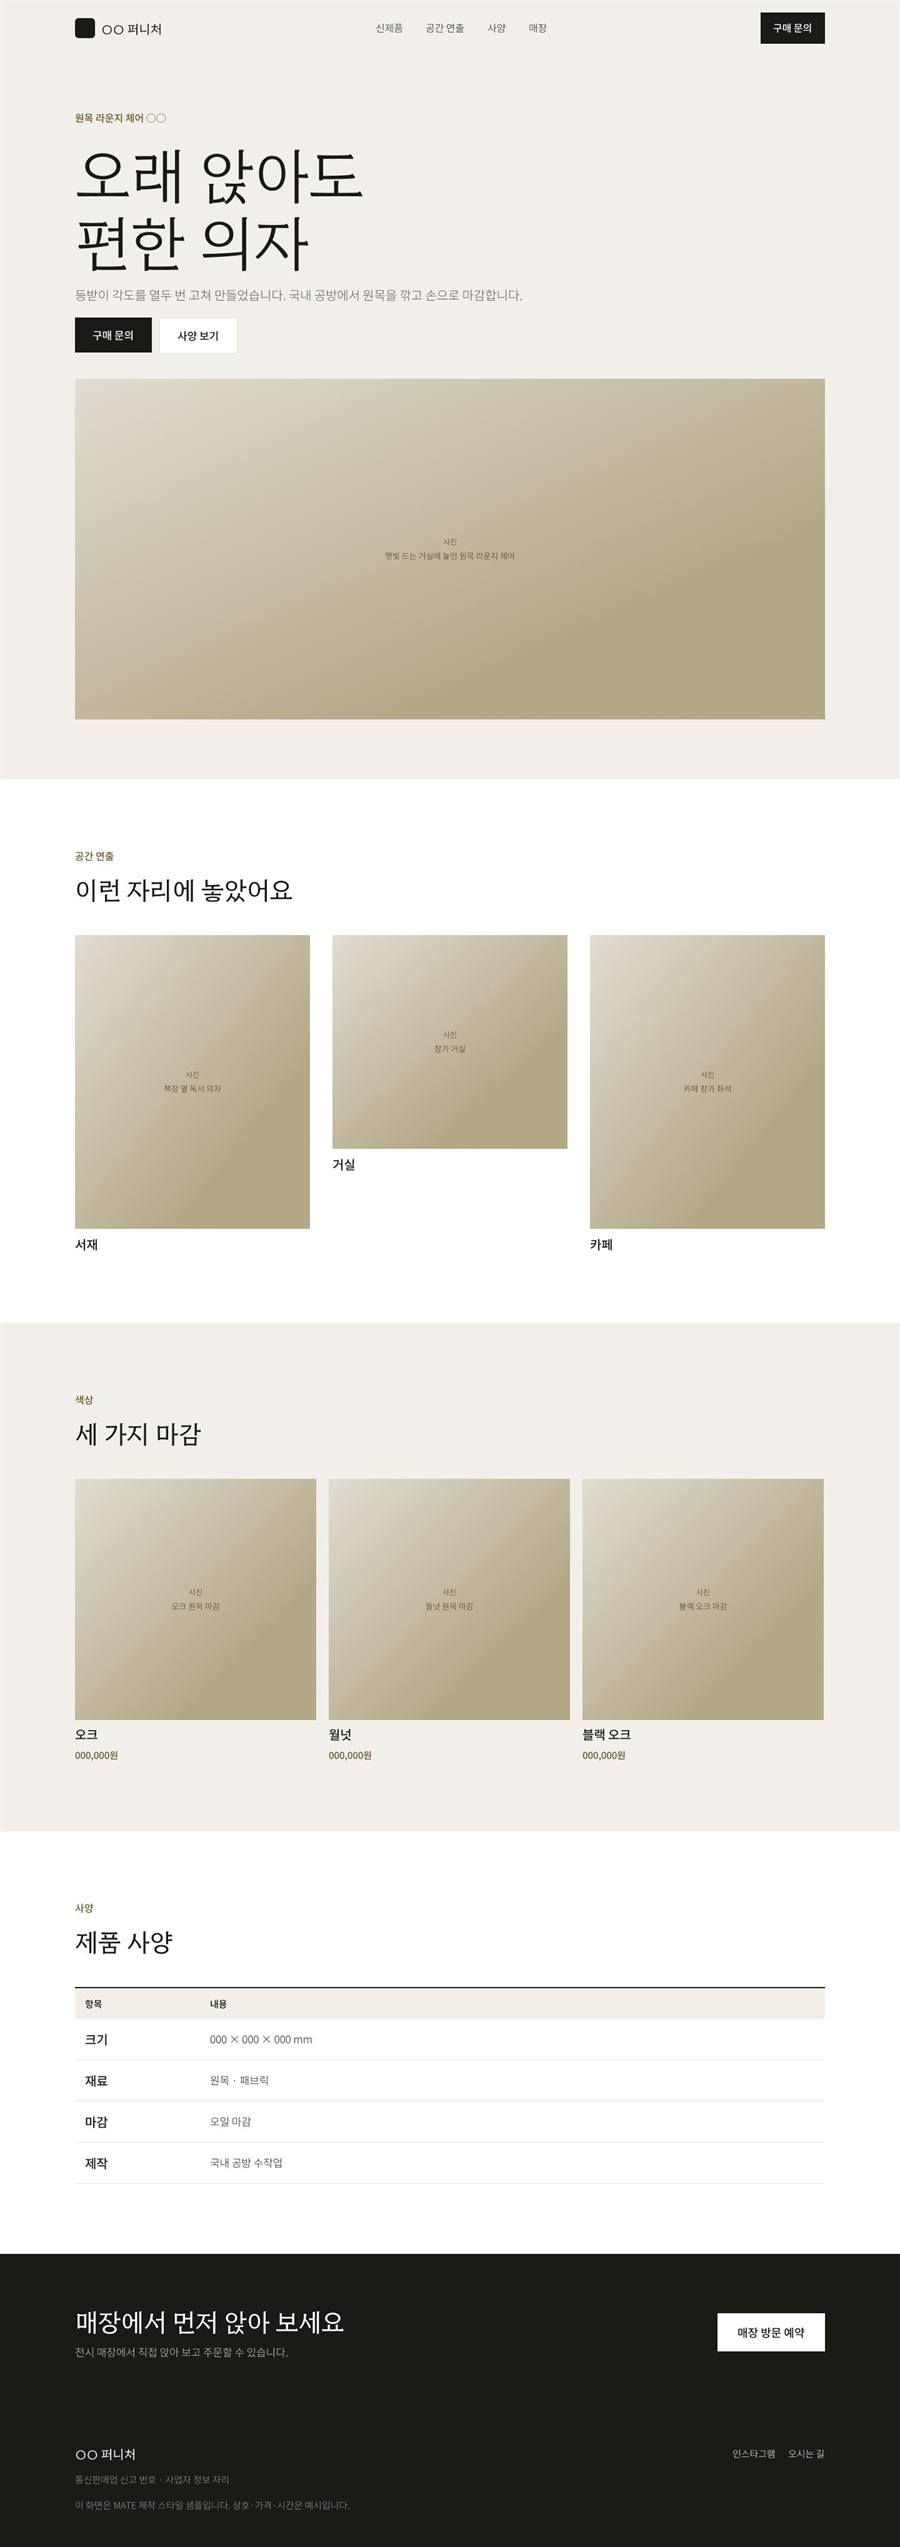 ○○ 퍼니처
신제품 공간 연출 사양 매장
구매 문의
원목 라운지 체어 ○○
오래 앉아도
편한 의자
등받이 각도를 열두 번 고쳐 만들었습니다. 국내 공방에서 원목을 깎고 손으로 마감합니다.
구매 문의 사양 보기
사진
햇빛 드는 거실에 놓인 원목 라운지 체어
공간 연출
이런 자리에 놓았어요
사진
책장 옆 독서 의자
서재
사진
창가 거실
거실
사진
카페 창가 좌석
카페
색상
세 가지 마감
사진
오크 원목 마감
오크
000,000원
사진
월넛 원목 마감
월넛
000,000원
사진
블랙 오크 마감
블랙 오크
000,000원
사양
제품 사양
항목 내용
크기 000 × 000 × 000 mm
재료 원목 · 패브릭
마감 오일 마감
제작 국내 공방 수작업
매장에서 먼저 앉아 보세요
전시 매장에서 직접 앉아 보고 주문할 수 있습니다.
매장 방문 예약
○○ 퍼니처
인스타그램 오시는 길
통신판매업 신고 번호 · 사업자 정보 자리
이 화면은 MATE 제작 스타일 샘플입니다. 상호·가격·시간은 예시입니다.